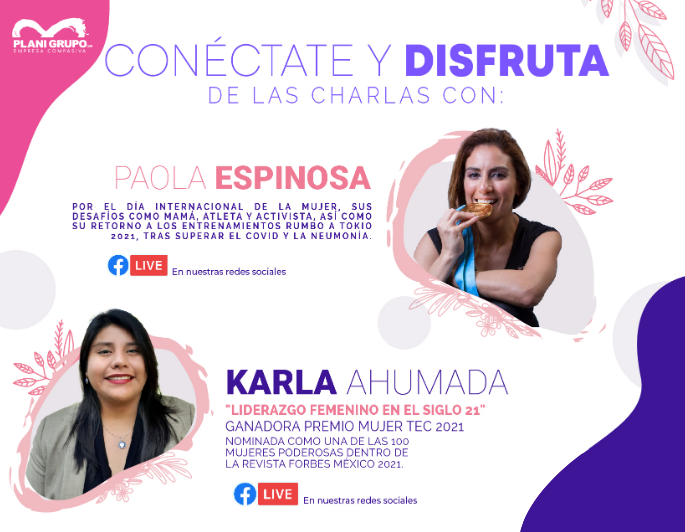 PLANI GRUPO
EMPRESA COMPASIVA
CONÉCTATE Y DISFRUTA
DE LAS CHARLAS CON:
PAOLA ESPINOSA
POR EL DÍA INTERNACIONAL DE LA MUJER, SUS
DESAFÍOS COMO MAMÁ, ATLETA Y ACTIVISTA, ASÍ COMO
SU RETORNO A LOS ENTRENAMIENTOS RUMBO A TOKIO
2021, TRAS SUPERAR EL COVID Y LA NEUMONÍA.
LIVE En nuestras redes sociales
KARLA AHUMADA
"LIDERAZGO FEMENINO EN EL SIGLO 21"
GANADORA PREMIO MUJER TEC 2021
NOMINADA COMO UNA DE LAS 100
MUJERES PODEROSAS DENTRO DE
LA REVISTA FORBES MÉXICO 2021.
LIVE En nuestras redes sociales